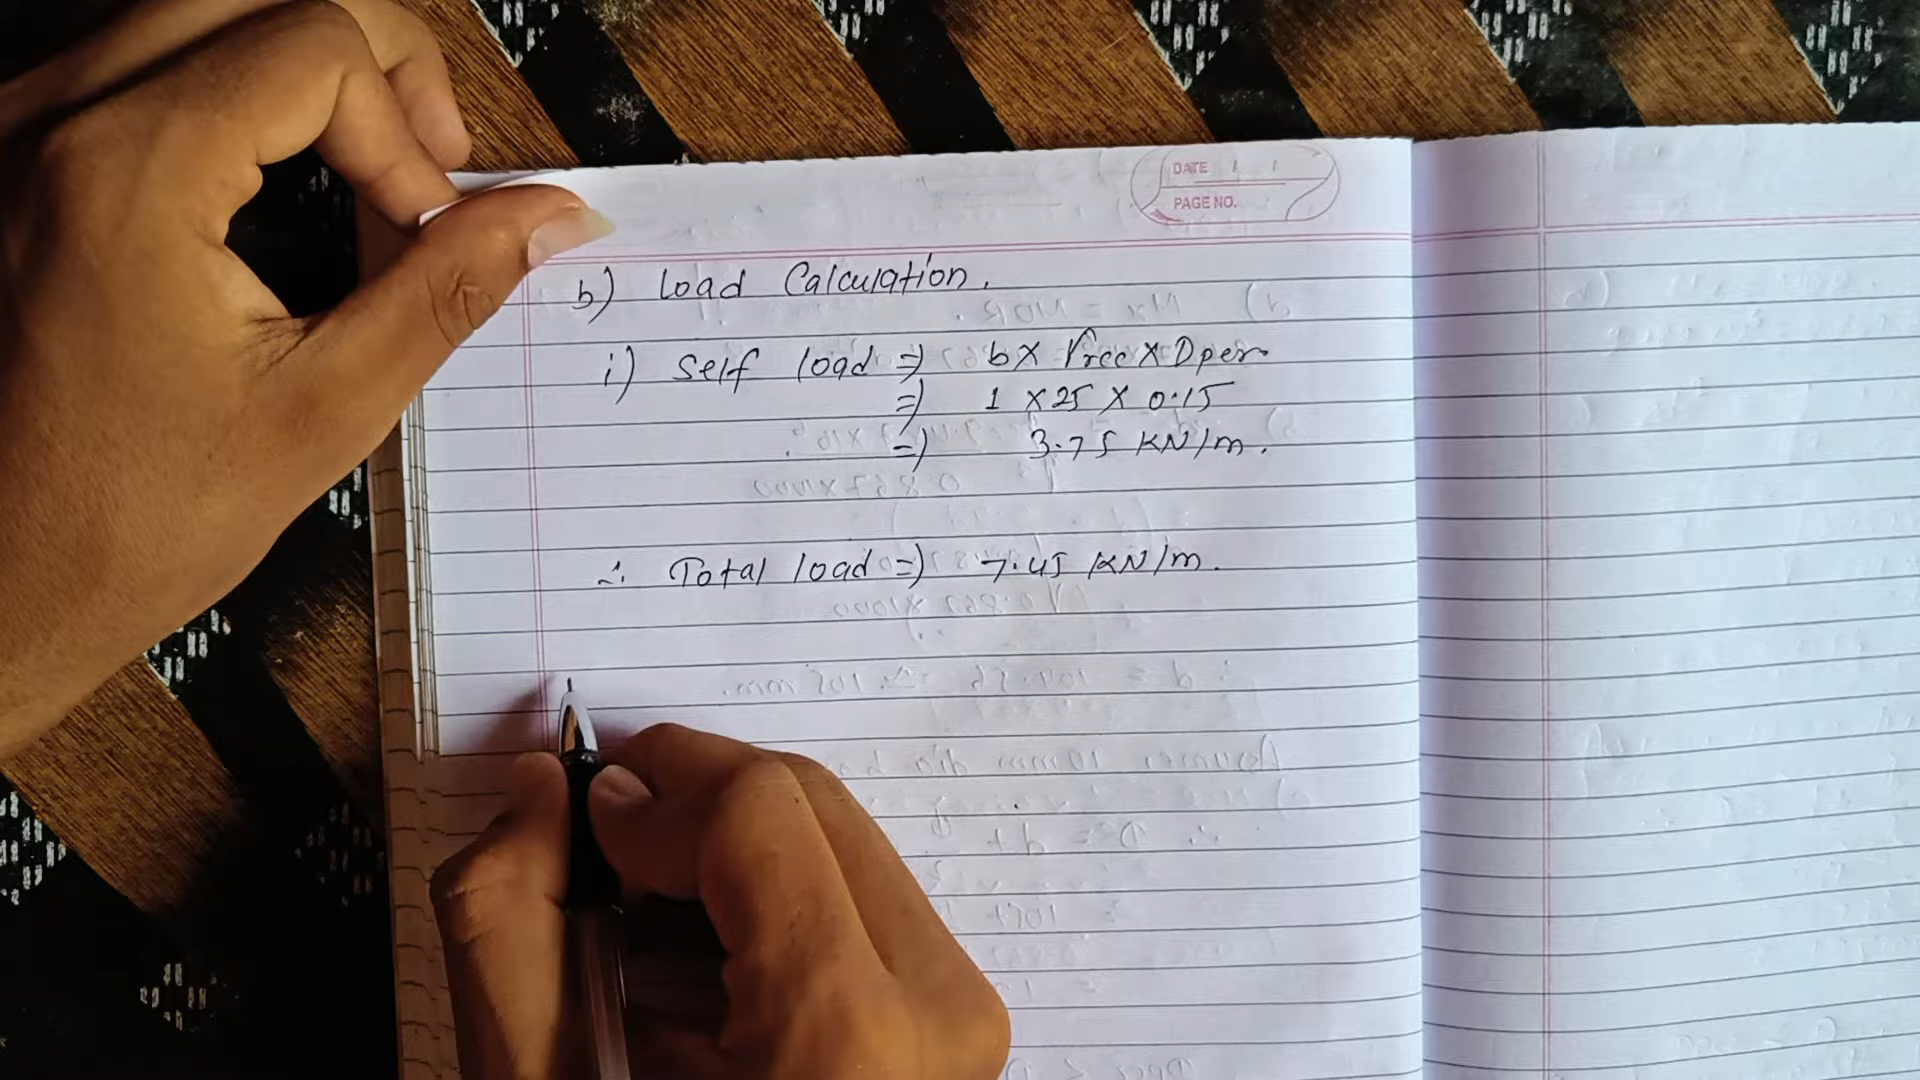 DATE / /
PAGE NO.
b) Load Calculation.
i) Self load ⇒ b x γrcc x Dper
⇒ 1 x 25 x 0.15
⇒ 3.75 KN/m.
∴ Total load ⇒ 7.45 KN/m.